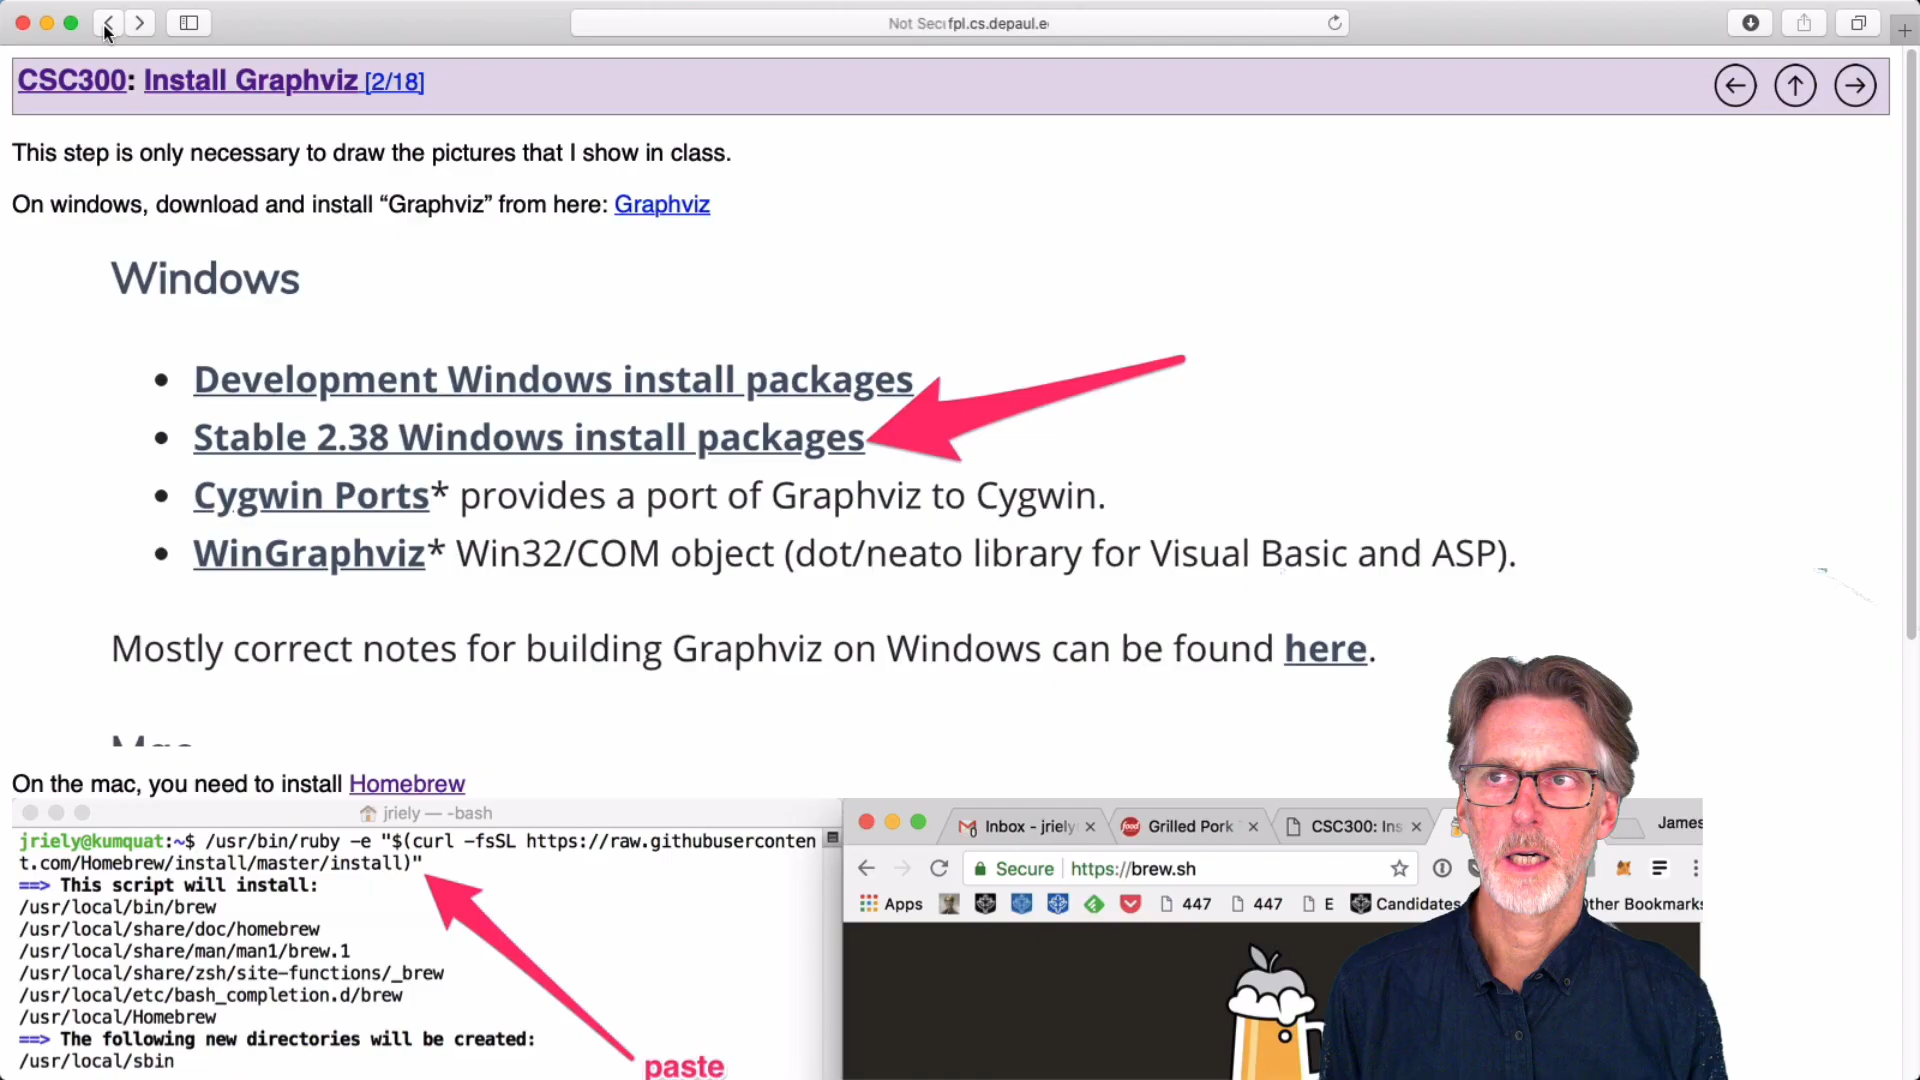 Not Sec fpl.cs.depaul.e
CSC300: Install Graphviz [2/18]
This step is only necessary to draw the pictures that I show in class.
On windows, download and install “Graphviz” from here: Graphviz
Windows
• Development Windows install packages
• Stable 2.38 Windows install packages
• Cygwin Ports* provides a port of Graphviz to Cygwin.
• WinGraphviz* Win32/COM object (dot/neato library for Visual Basic and ASP).
Mostly correct notes for building Graphviz on Windows can be found here.
On the mac, you need to install Homebrew
jriely — -bash
jriely@kumquat:~$ /usr/bin/ruby -e "$(curl -fsSL https://raw.githubuserconten
t.com/Homebrew/install/master/install)"
==> This script will install:
/usr/local/bin/brew
/usr/local/share/doc/homebrew
/usr/local/share/man/man1/brew.1
/usr/local/share/zsh/site-functions/_brew
/usr/local/etc/bash_completion.d/brew
/usr/local/Homebrew
==> The following new directories will be created:
/usr/local/sbin
paste
Inbox - jriely Grilled Pork CSC300: Ins James
Secure https://brew.sh
Apps 447 447 E Candidates Other Bookmarks